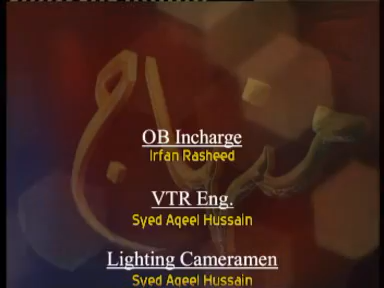 OB Incharge
Irfan Rasheed
VTR Eng.
Syed Aqeel Hussain
Lighting Cameramen
Syed Aqeel Hussain